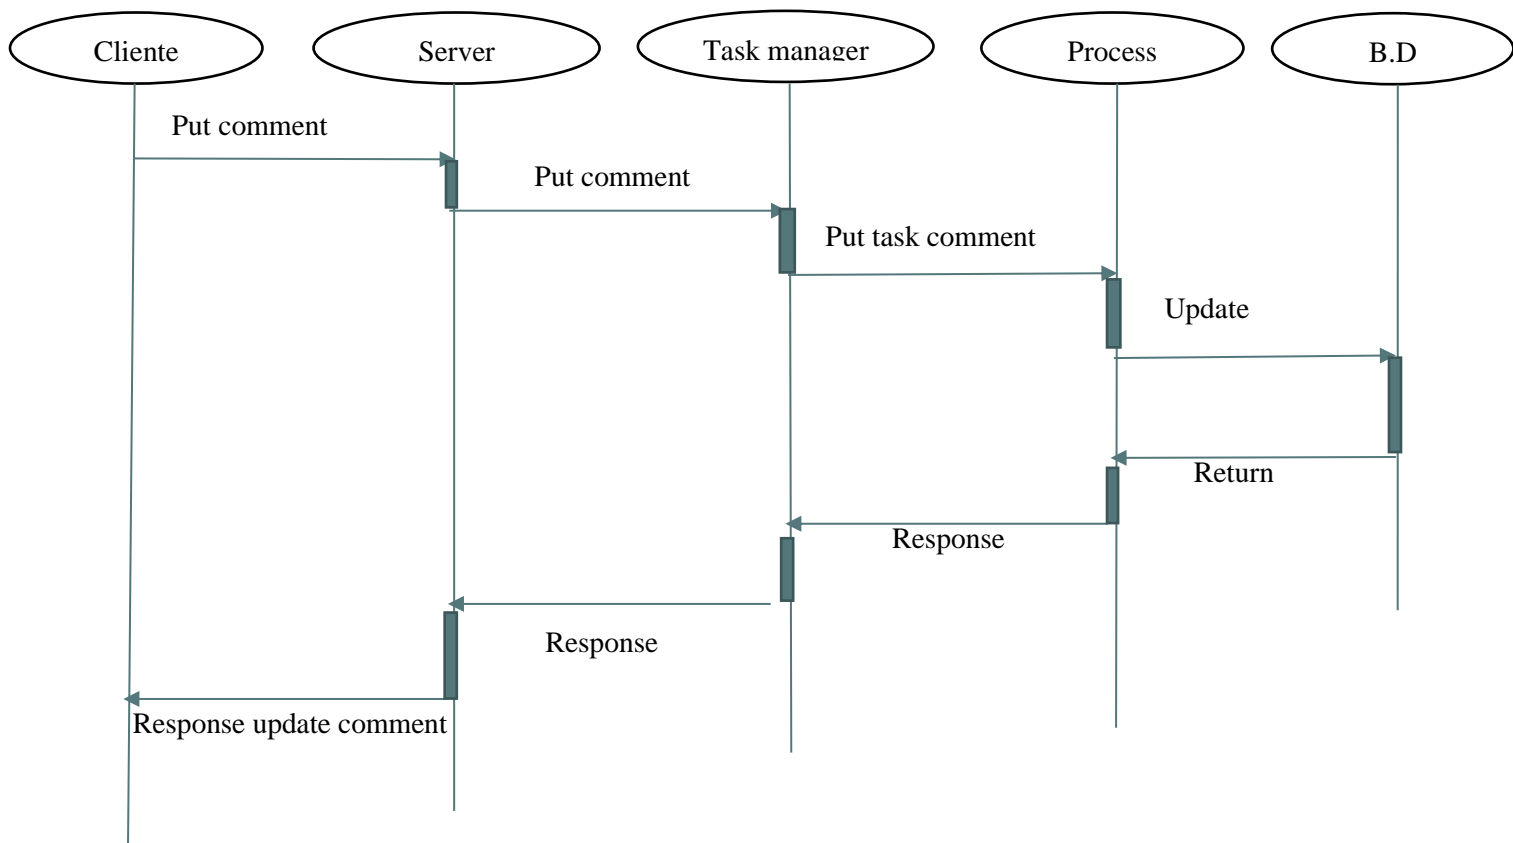 Cliente
Server
Task manager
Process
B.D
Put comment
Put comment
Put task comment
Update
Return
Response
Response
Response update comment